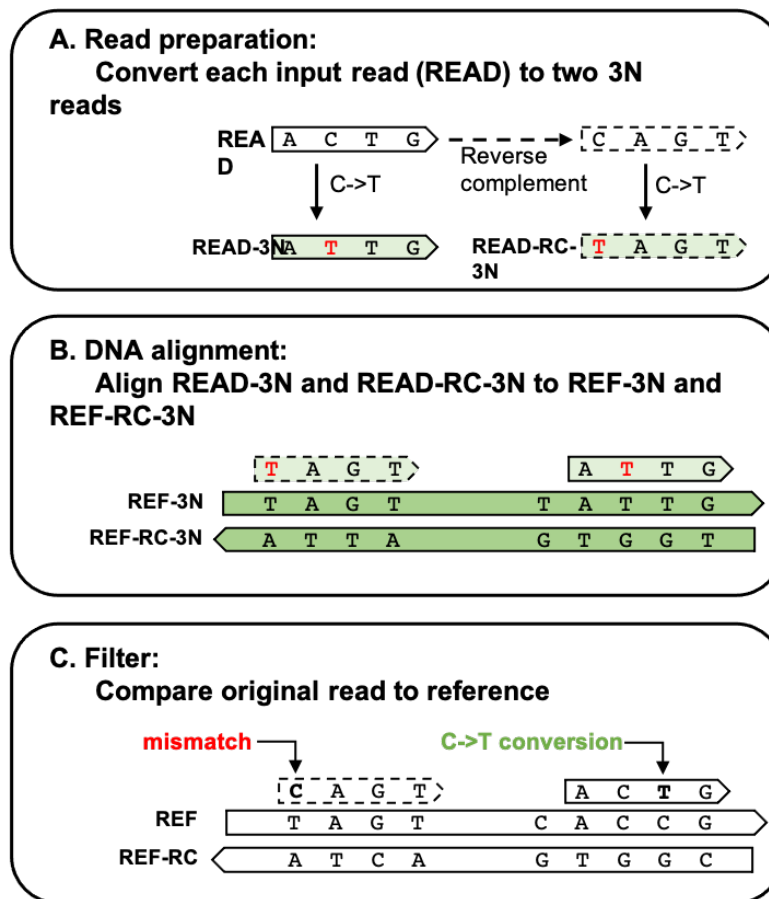 A. Read preparation:
Convert each input read (READ) to two 3N
reads
REA
D
A C T G
Reverse
complement
C A G T
C->T
C->T
READ-3N
A T T G
READ-RC-
3N
T A G T
B. DNA alignment:
Align READ-3N and READ-RC-3N to REF-3N and
REF-RC-3N
T A G T A T T G
REF-3N T A G T T A T T G
REF-RC-3N A T T A G T G G T
C. Filter:
Compare original read to reference
mismatch C->T conversion
C A G T A C T G
REF T A G T C A C C G
REF-RC A T C A G T G G C